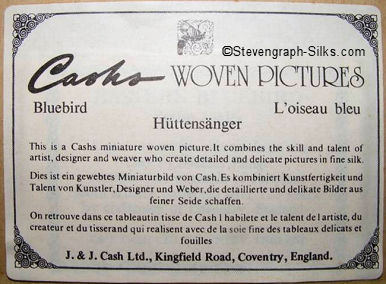 ©Stevengraph-Silks.com
Cashs WOVEN PICTURES
Bluebird L'oiseau bleu
Hüttensänger
This is a Cashs miniature woven picture.It combines the skill and talent of
artist, designer and weaver who create detailed and delicate pictures in fine silk.
Dies ist ein gewebtes Miniaturbild von Cash.Es kombiniert Kunstfertigkeit und
Talent von Kunstler,Designer und Weber,die detaillierte und delikate Bilder aus
feiner Seide schaffen.
On retrouve dans ce tableautin tisse de Cash l habilete et le talent de l artiste, du
createur et du tisserand qui realisent avec de la soie fine des tableaux delicats et
fouilles
J. & J. Cash Ltd., Kingfield Road, Coventry, England.